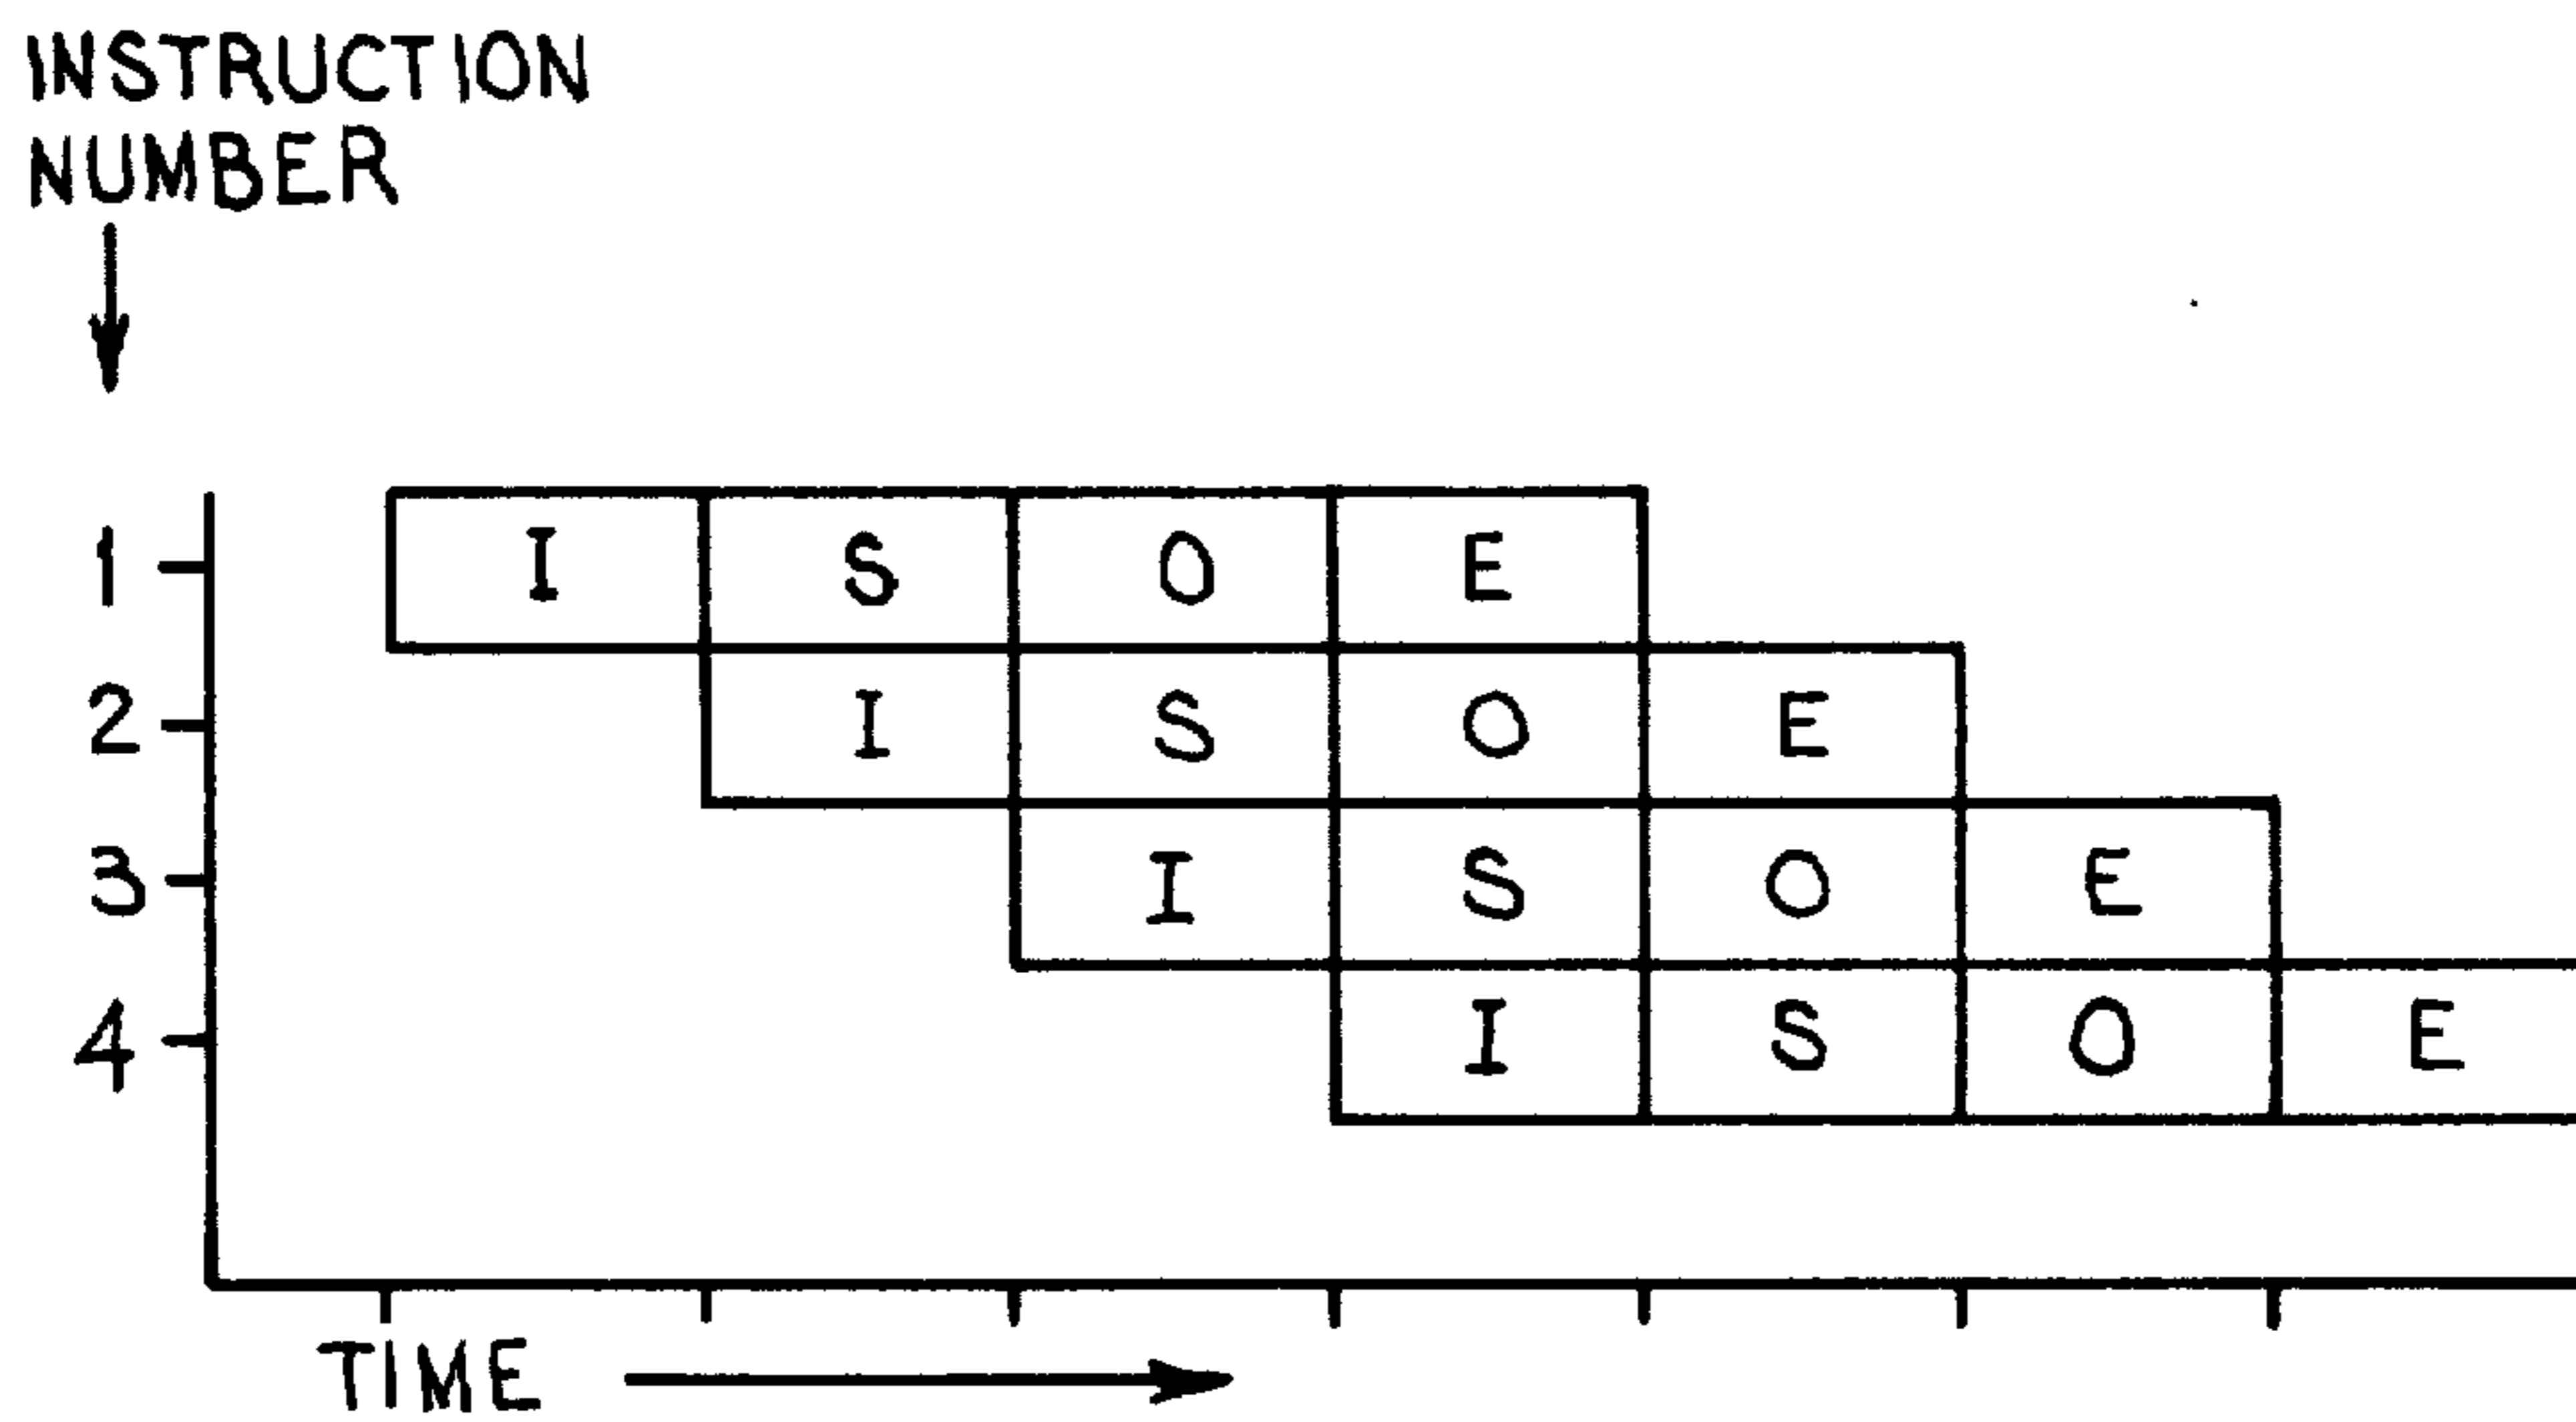 INSTRUCTION
NUMBER
1 I S O E
2 I S O E
3 I S O E
4 I S O E
TIME